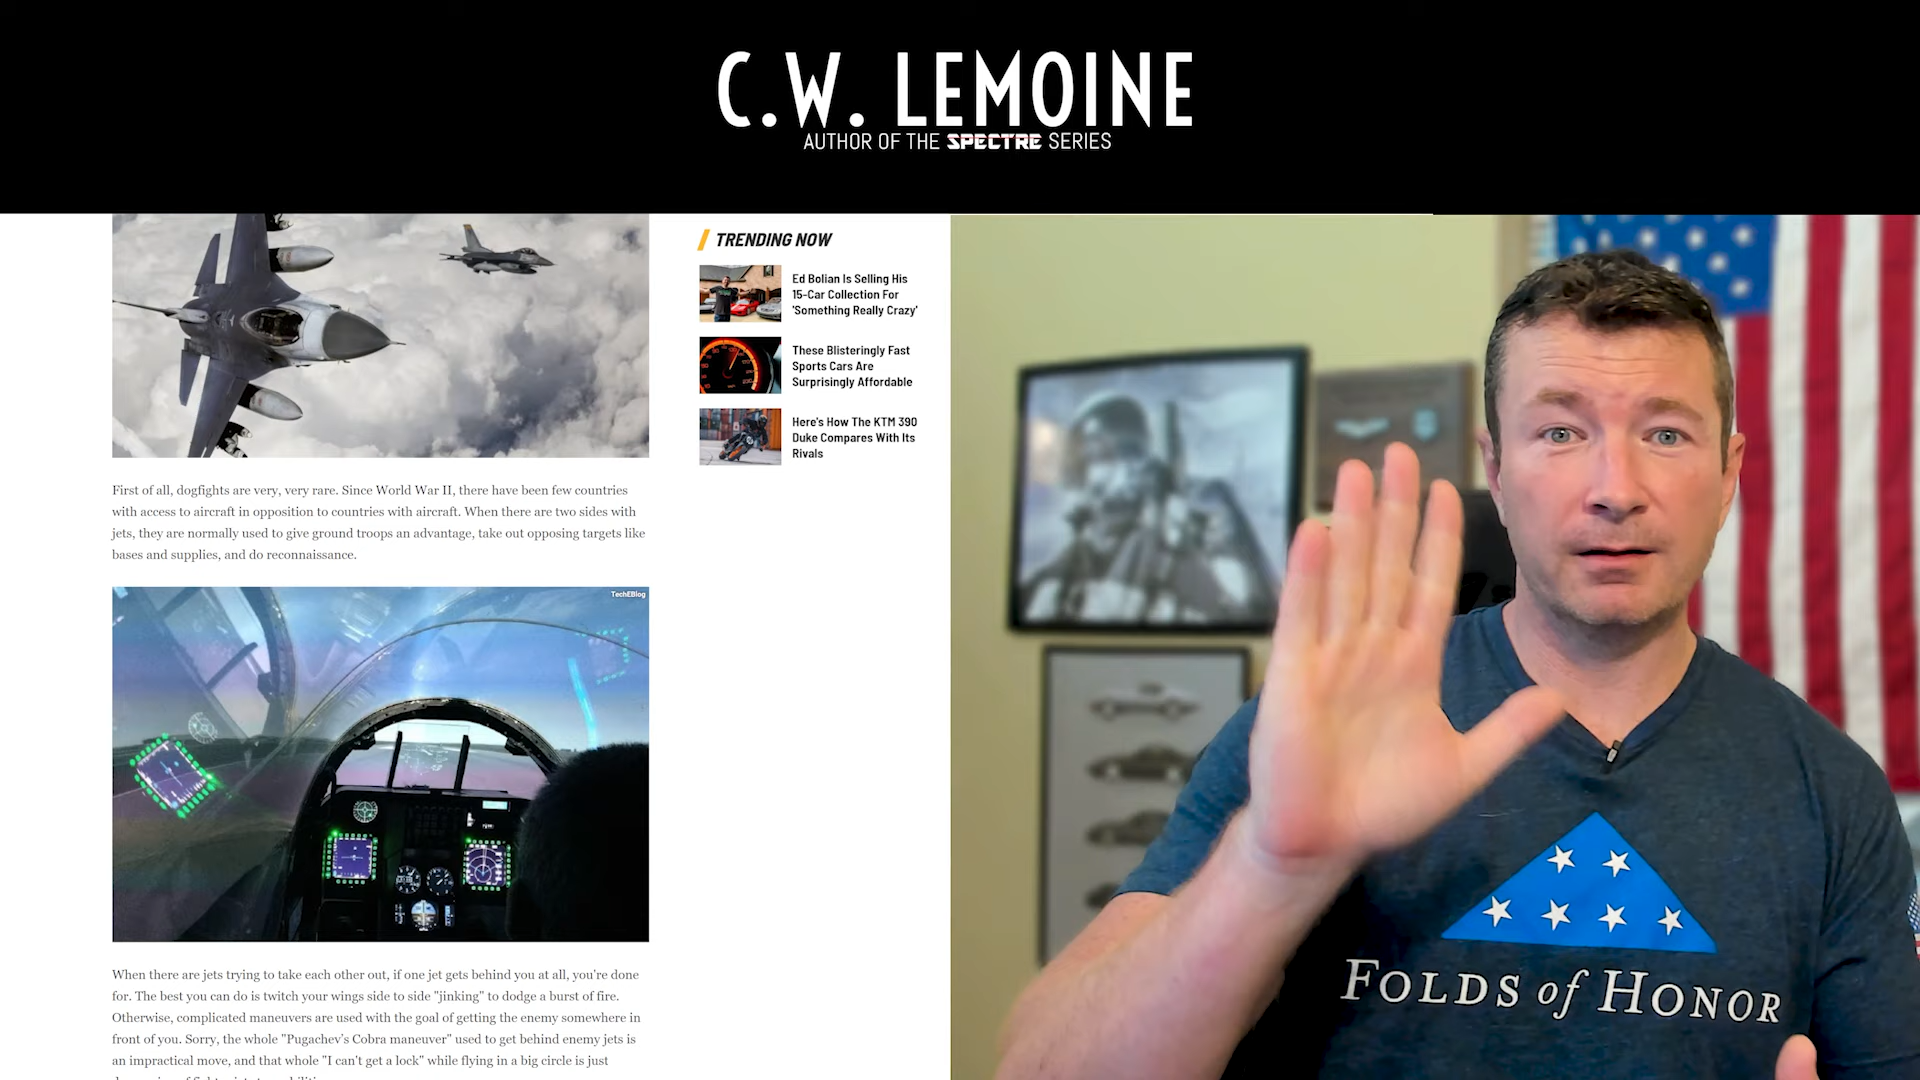 C.W. LEMOINE
AUTHOR OF THE SPECTRE SERIES
TRENDING NOW
Ed Bolian Is Selling His
15-Car Collection For
'Something Really Crazy'
These Blisteringly Fast
Sports Cars Are
Surprisingly Affordable
Here's How The KTM 390
Duke Compares With Its
Rivals
First of all, dogfights are very, very rare. Since World War II, there have been few countries
with access to aircraft in opposition to countries with aircraft. When there are two sides with
jets, they are normally used to give ground troops an advantage, take out opposing targets like
bases and supplies, and do reconnaissance.
TechEBlog
When there are jets trying to take each other out, if one jet gets behind you at all, you're done
for. The best you can do is twitch your wings side to side "jinking" to dodge a burst of fire.
Otherwise, complicated maneuvers are used with the goal of getting the enemy somewhere in
front of you. Sorry, the whole "Pugachev's Cobra maneuver" used to get behind enemy jets is
an impractical move, and that whole "I can't get a lock" while flying in a big circle is just
FOLDS of HONOR